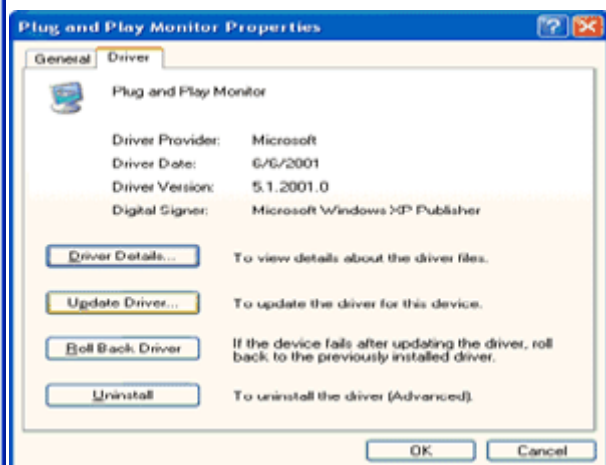 Plug and Play Monitor Properties
General Driver
Plug and Play Monitor
Driver Provider: Microsoft
Driver Date: 6/6/2001
Driver Version: 5.1.2001.0
Digital Signer: Microsoft Windows XP Publisher
Driver Details... To view details about the driver files.
Update Driver... To update the driver for this device.
Roll Back Driver If the device fails after updating the driver, roll
back to the previously installed driver.
Uninstall To uninstall the driver (Advanced).
OK Cancel